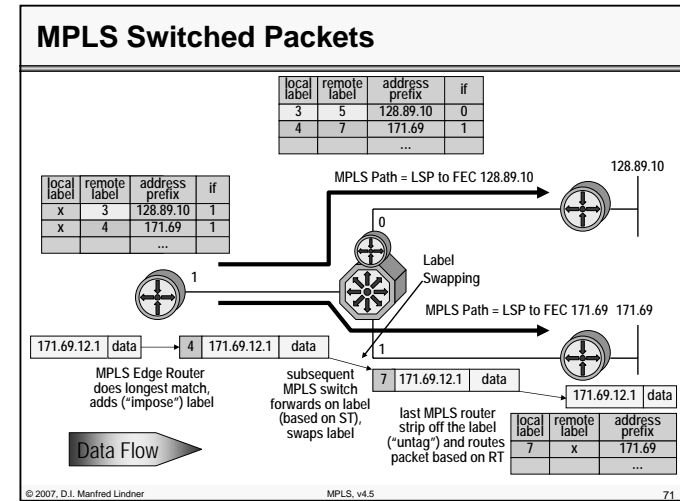 MPLS Switched Packets
local label remote label address prefix if
3 5 128.89.10 0
4 7 171.69 1
...
128.89.10
MPLS Path = LSP to FEC 128.89.10
local label remote label address prefix if
x 3 128.89.10 1
x 4 171.69 1
...
0
1
Label
Swapping
MPLS Path = LSP to FEC 171.69 171.69
1
171.69.12.1 data
4 171.69.12.1 data
7 171.69.12.1 data
171.69.12.1 data
MPLS Edge Router
does longest match,
adds ("impose") label
subsequent
MPLS switch
forwards on label
(based on ST),
swaps label
last MPLS router
strip off the label
("untag") and routes
packet based on RT
local label remote label address prefix
7 x 171.69
...
Data Flow
© 2007, D.I. Manfred Lindner MPLS, v4.5 71